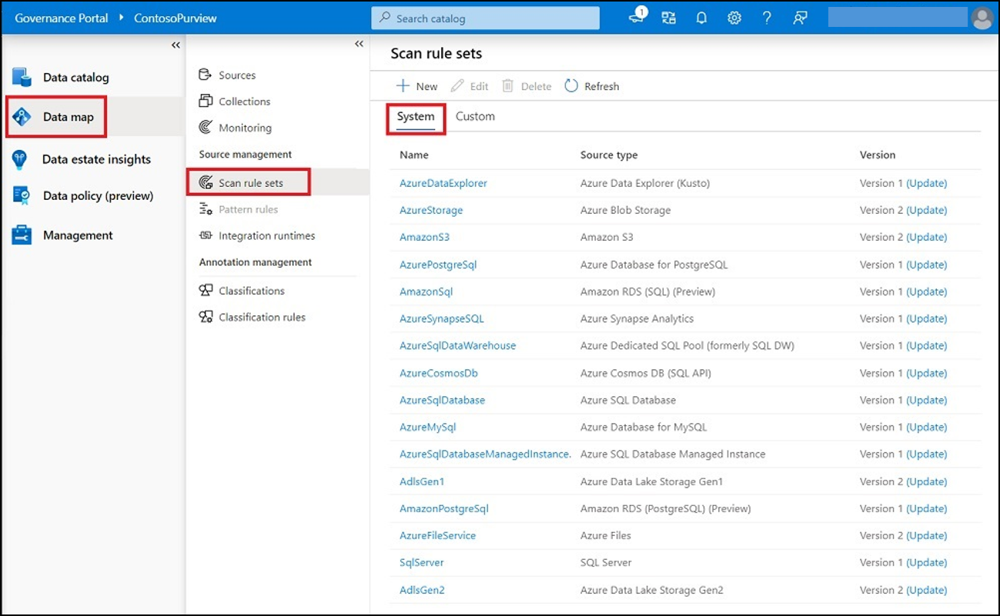 Governance Portal ContosoPurview Search catalog 1
Data catalog
Data map
Data estate insights
Data policy (preview)
Management
Sources
Collections
Monitoring
Source management
Scan rule sets
Pattern rules
Integration runtimes
Annotation management
Classifications
Classification rules
Scan rule sets
New Edit Delete Refresh
System Custom
Name Source type Version
AzureDataExplorer Azure Data Explorer (Kusto) Version 1 (Update)
AzureStorage Azure Blob Storage Version 2 (Update)
AmazonS3 Amazon S3 Version 2 (Update)
AzurePostgreSql Azure Database for PostgreSQL Version 1 (Update)
AmazonSql Amazon RDS (SQL) (Preview) Version 1 (Update)
AzureSynapseSQL Azure Synapse Analytics Version 1 (Update)
AzureSqlDataWarehouse Azure Dedicated SQL Pool (formerly SQL DW) Version 1 (Update)
AzureCosmosDb Azure Cosmos DB (SQL API) Version 1 (Update)
AzureSqlDatabase Azure SQL Database Version 1 (Update)
AzureMySql Azure Database for MySQL Version 1 (Update)
AzureSqlDatabaseManagedInstance. Azure SQL Database Managed Instance Version 1 (Update)
AdlsGen1 Azure Data Lake Storage Gen1 Version 2 (Update)
AmazonPostgreSql Amazon RDS (PostgreSQL) (Preview) Version 1 (Update)
AzureFileService Azure Files Version 2 (Update)
SqlServer SQL Server Version 1 (Update)
AdlsGen2 Azure Data Lake Storage Gen2 Version 2 (Update)